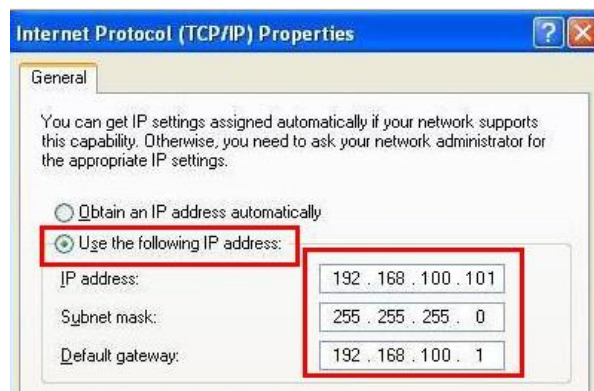 Internet Protocol (TCP/IP) Properties
General
You can get IP settings assigned automatically if your network supports
this capability. Otherwise, you need to ask your network administrator for
the appropriate IP settings.
Obtain an IP address automatically
Use the following IP address:
IP address: 192 . 168 . 100 . 101
Subnet mask: 255 . 255 . 255 . 0
Default gateway: 192 . 168 . 100 . 1